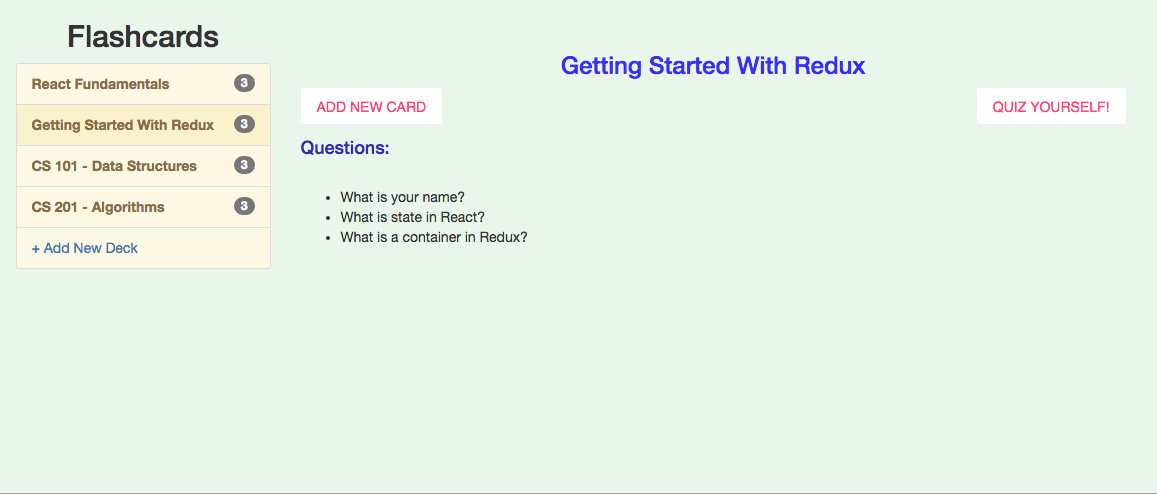 Flashcards
React Fundamentals 3
Getting Started With Redux 3
CS 101 - Data Structures 3
CS 201 - Algorithms 3
+ Add New Deck
Getting Started With Redux
ADD NEW CARD
QUIZ YOURSELF!
Questions:
• What is your name?
• What is state in React?
• What is a container in Redux?